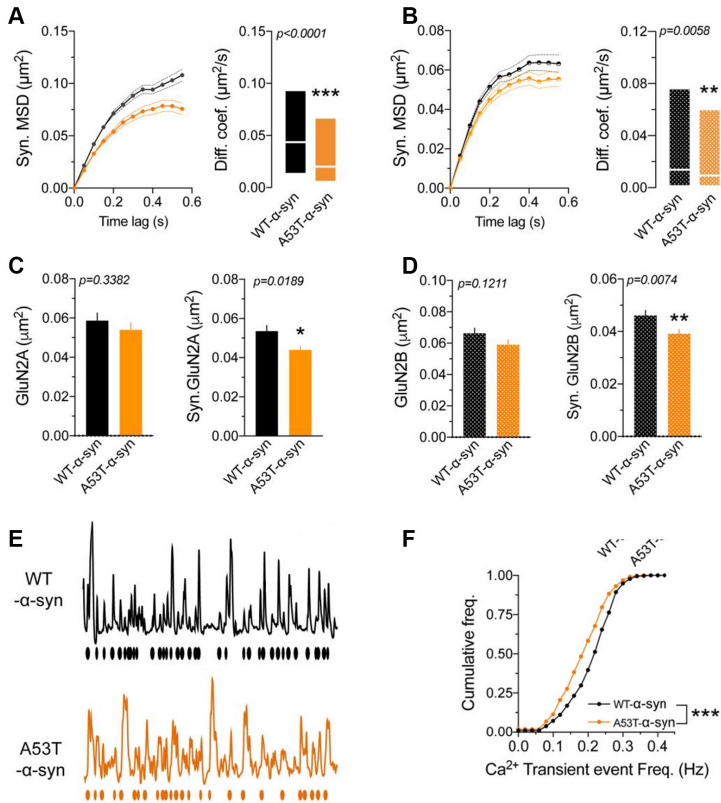 A
Syn. MSD (μm²)
0.15
0.10
0.05
0.00
0.0 0.2 0.4 0.6
Time lag (s)
Diff. coef. (μm²/s)
0.15
0.10
0.05
0.00
p<0.0001
***
WT-α-syn
A53T-α-syn
B
Syn. MSD (μm²)
0.08
0.06
0.04
0.02
0.00
0.0 0.2 0.4 0.6
Time lag (s)
Diff. coef. (μm²/s)
0.12
0.08
0.04
0.00
p=0.0058
**
WT-α-syn
A53T-α-syn
C
GluN2A (μm²)
0.08
0.06
0.04
0.02
0.00
p=0.3382
WT-α-syn
A53T-α-syn
Syn. GluN2A (μm²)
0.08
0.06
0.04
0.02
0.00
p=0.0189
*
WT-α-syn
A53T-α-syn
D
GluN2B (μm²)
0.10
0.08
0.06
0.04
0.02
0.00
p=0.1211
WT-α-syn
A53T-α-syn
Syn. GluN2B (μm²)
0.06
0.04
0.02
0.00
p=0.0074
**
WT-α-syn
A53T-α-syn
E
WT
-α-syn
A53T
-α-syn
F
WT-
A53T-
Cumulative freq.
1.00
0.75
0.50
0.25
0.00
WT-α-syn
A53T-α-syn
***
0.0 0.1 0.2 0.3 0.4
Ca²⁺ Transient event Freq. (Hz)